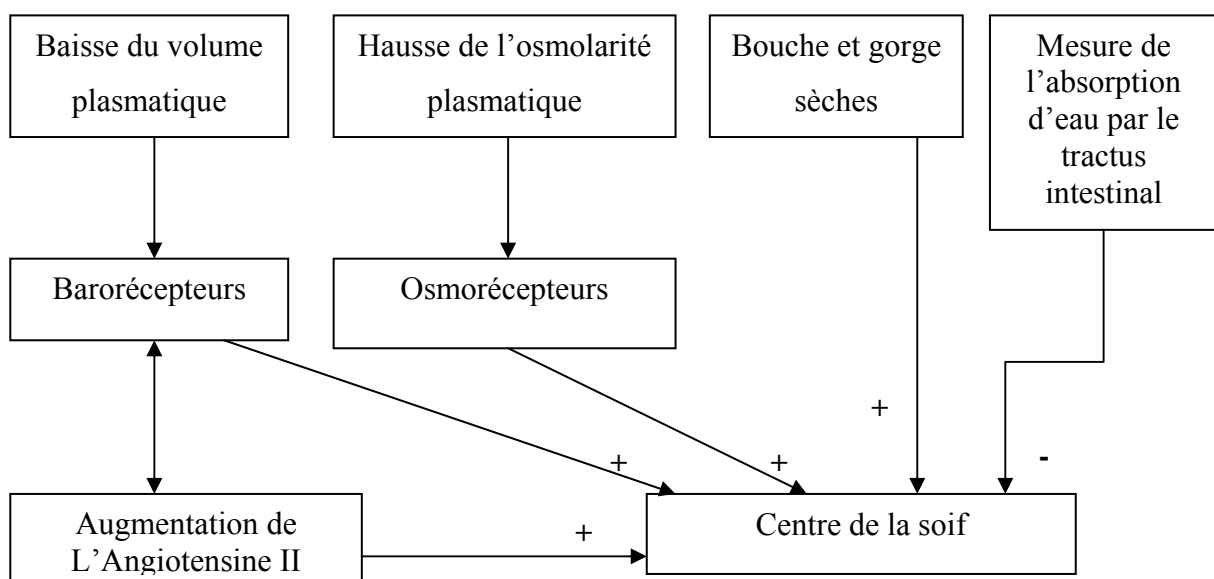 Baisse du volume
plasmatique
Hausse de l’osmolarité
plasmatique
Bouche et gorge
sèches
Mesure de
l’absorption
d’eau par le
tractus
intestinal
Barorécepteurs
Osmorécepteurs
+
+
+
-
Augmentation de
L’Angiotensine II
+
Centre de la soif